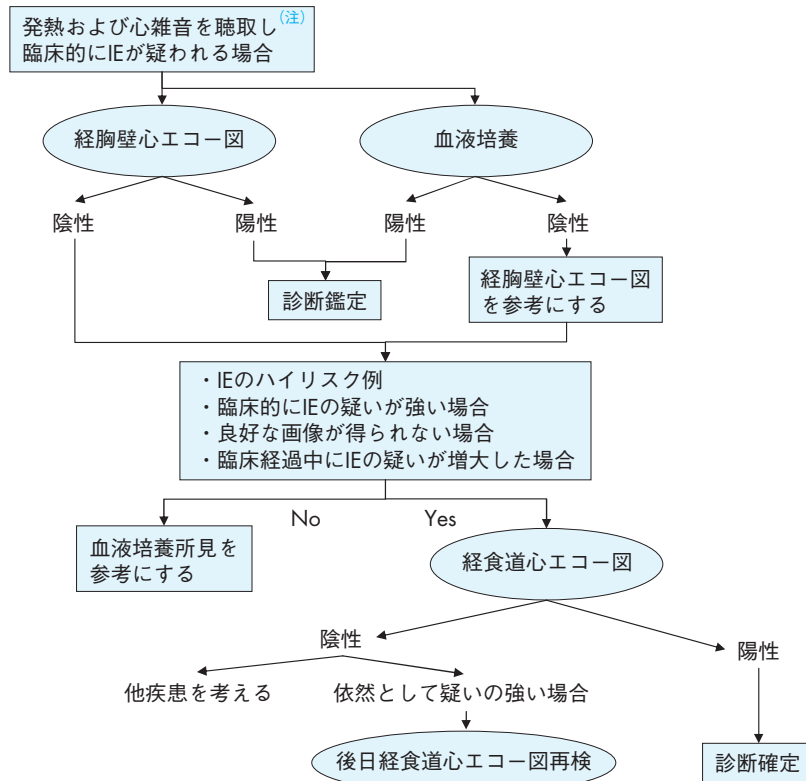 発熱および心雑音を聴取し(注)
臨床的にIEが疑われる場合
経胸壁心エコー図
血液培養
陰性
陽性
陽性
陰性
診断鑑定
経胸壁心エコー図
を参考にする
・IEのハイリスク例
・臨床的にIEの疑いが強い場合
・良好な画像が得られない場合
・臨床経過中にIEの疑いが増大した場合
No
Yes
血液培養所見を
参考にする
経食道心エコー図
陰性
陽性
他疾患を考える
依然として疑いの強い場合
後日経食道心エコー図再検
診断確定